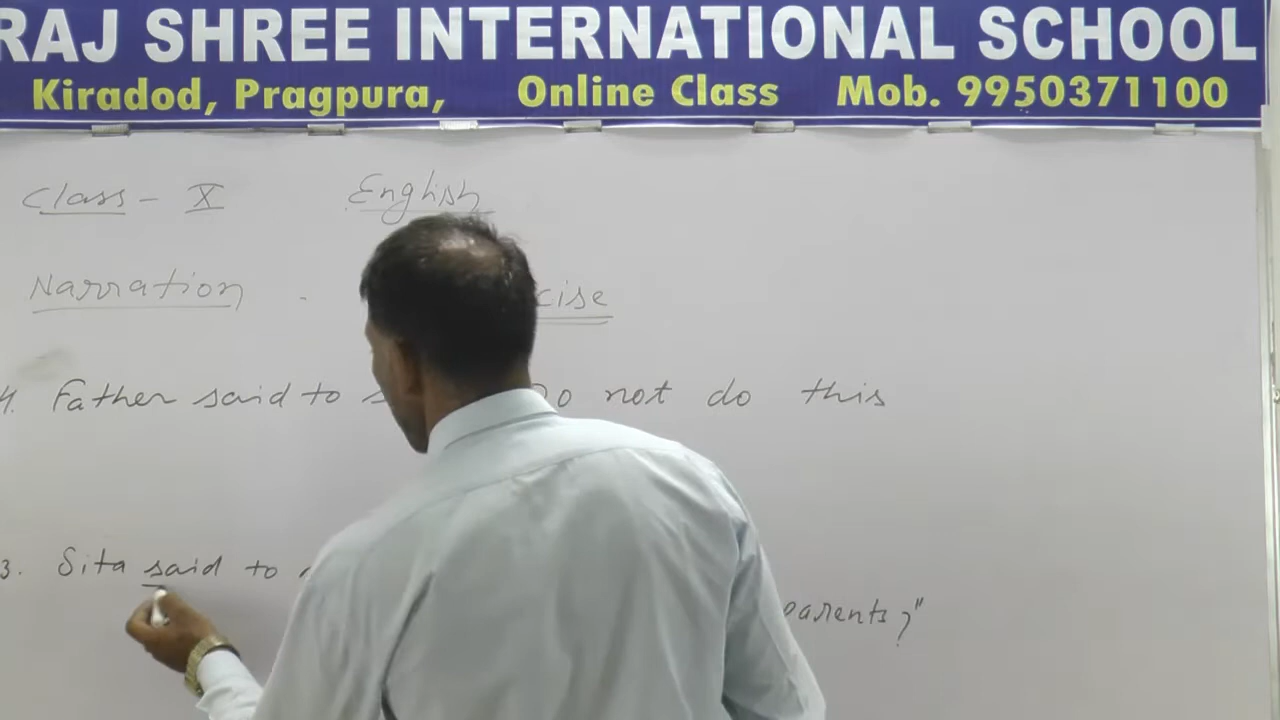 RAJ SHREE INTERNATIONAL SCHOOL
Kiradod, Pragpura, Online Class Mob. 9950371100
Class - X English
Narration
4. Father said to not do this
3. Sita said to
parents?"